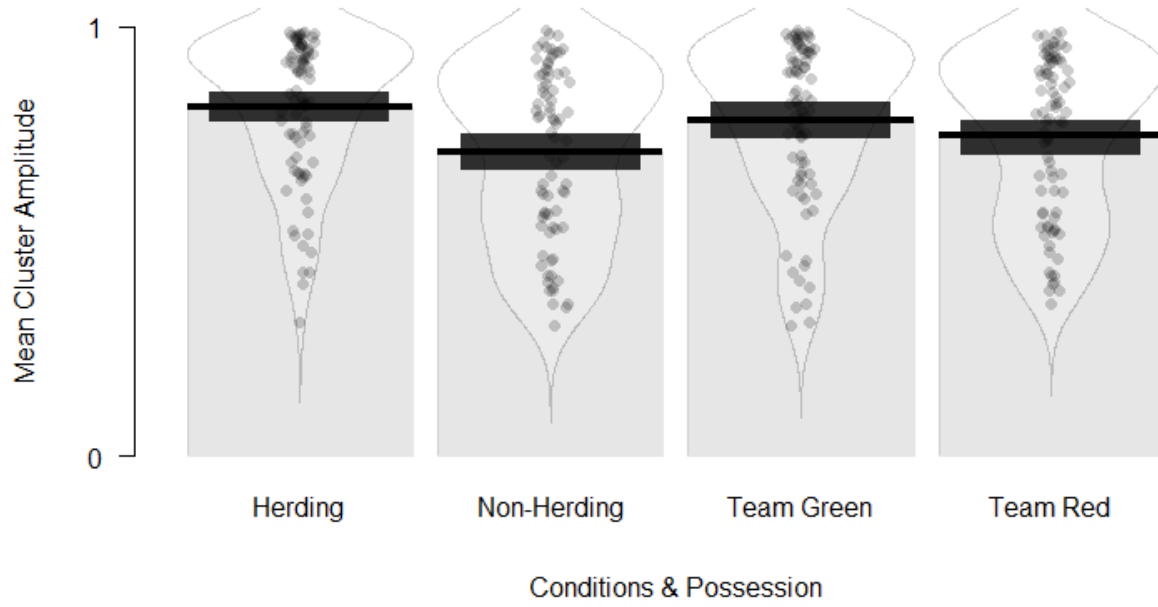 Mean Cluster Amplitude
1
0
Herding
Non-Herding
Team Green
Team Red
Conditions & Possession